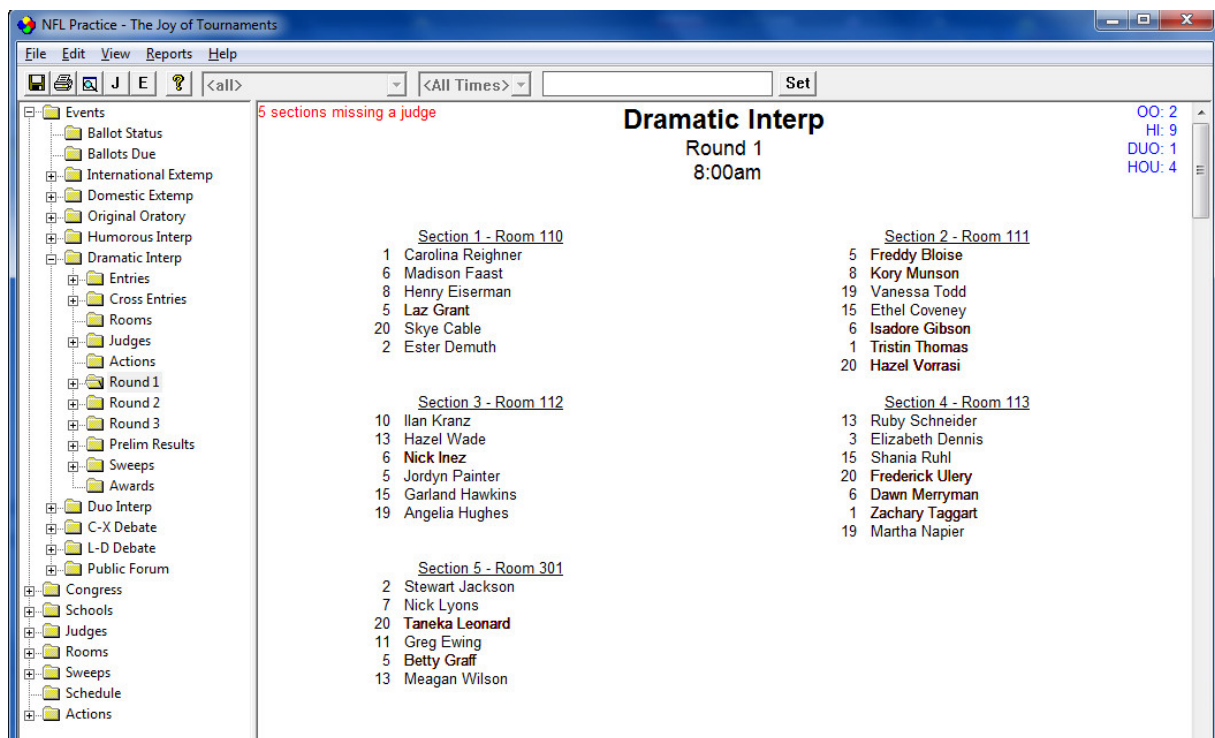 NFL Practice - The Joy of Tournaments
File Edit View Reports Help
J E ? <all> <All Times> Set
Events
Ballot Status
Ballots Due
International Extemp
Domestic Extemp
Original Oratory
Humorous Interp
Dramatic Interp
Entries
Cross Entries
Rooms
Judges
Actions
Round 1
Round 2
Round 3
Prelim Results
Sweeps
Awards
Duo Interp
C-X Debate
L-D Debate
Public Forum
Congress
Schools
Judges
Rooms
Sweeps
Schedule
Actions
5 sections missing a judge
Dramatic Interp
Round 1
8:00am
OO: 2
HI: 9
DUO: 1
HOU: 4
Section 1 - Room 110
1 Carolina Reighner
6 Madison Faast
8 Henry Eiserman
5 Laz Grant
20 Skye Cable
2 Ester Demuth
Section 2 - Room 111
5 Freddy Bloise
8 Kory Munson
19 Vanessa Todd
15 Ethel Coveney
6 Isadore Gibson
1 Tristin Thomas
20 Hazel Vorrasi
Section 3 - Room 112
10 Ilan Kranz
13 Hazel Wade
6 Nick Inez
5 Jordyn Painter
15 Garland Hawkins
19 Angelia Hughes
Section 4 - Room 113
13 Ruby Schneider
3 Elizabeth Dennis
15 Shania Ruhl
20 Frederick Ulery
6 Dawn Merryman
1 Zachary Taggart
19 Martha Napier
Section 5 - Room 301
2 Stewart Jackson
7 Nick Lyons
20 Taneka Leonard
11 Greg Ewing
5 Betty Graff
13 Meagan Wilson